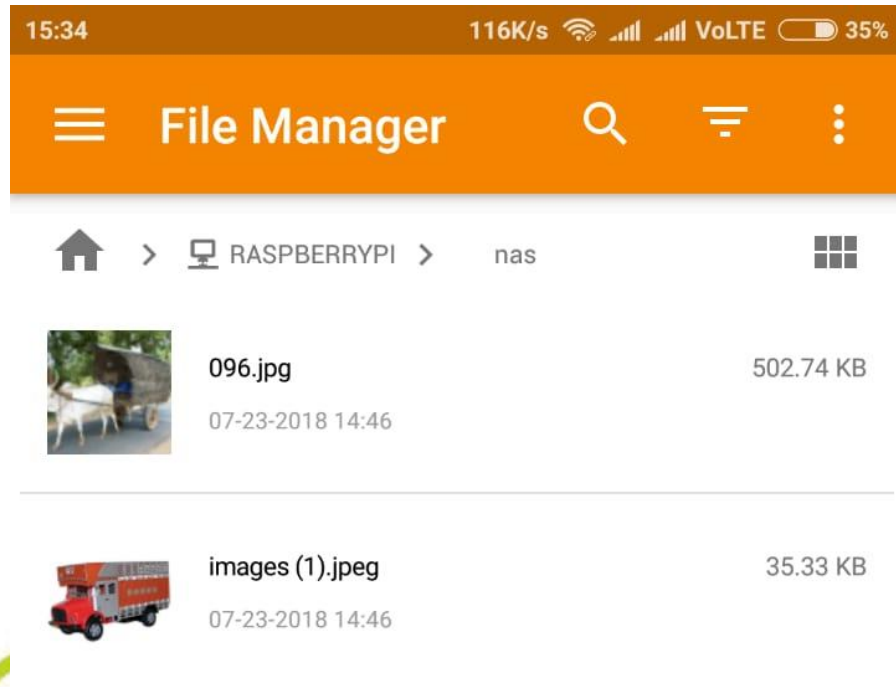 15:34 116K/s VoLTE 35%
File Manager
RASPBERRYPI nas
096.jpg 502.74 KB
07-23-2018 14:46
images (1).jpeg 35.33 KB
07-23-2018 14:46